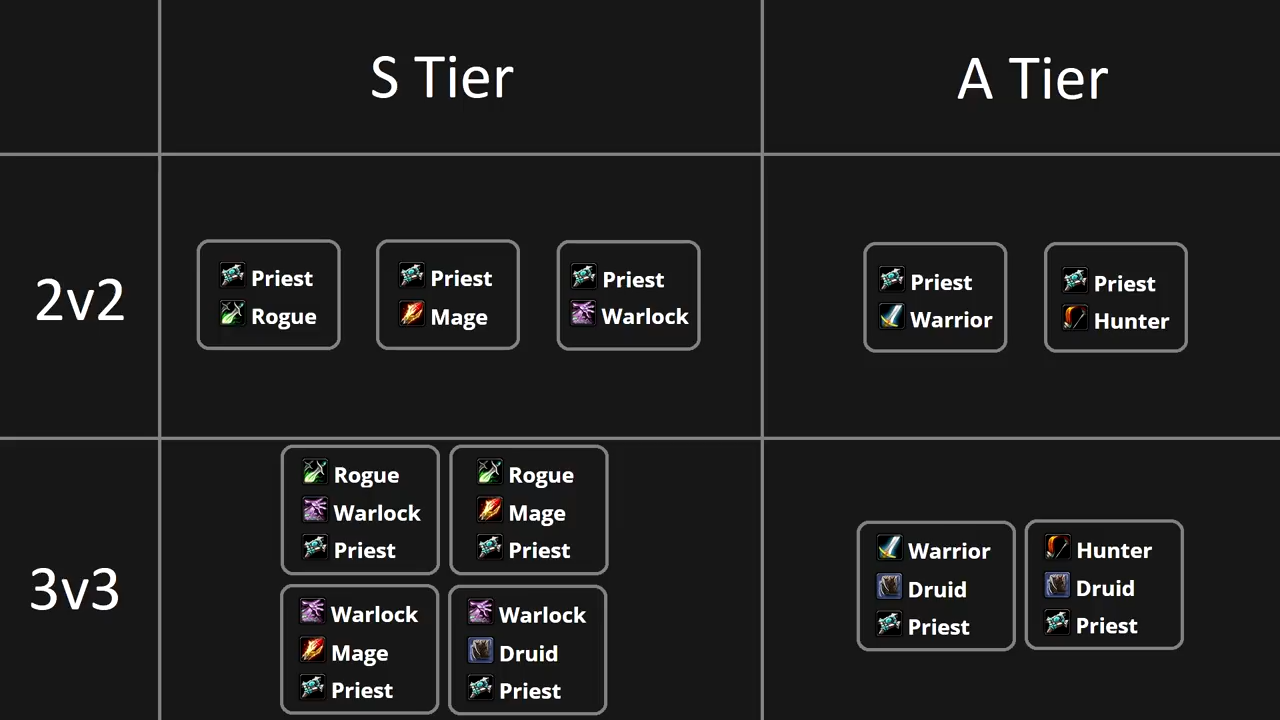 S Tier
A Tier
2v2
Priest
Rogue
Priest
Mage
Priest
Warlock
Priest
Warrior
Priest
Hunter
3v3
Rogue
Warlock
Priest
Rogue
Mage
Priest
Warlock
Mage
Priest
Warlock
Druid
Priest
Warrior
Druid
Priest
Hunter
Druid
Priest